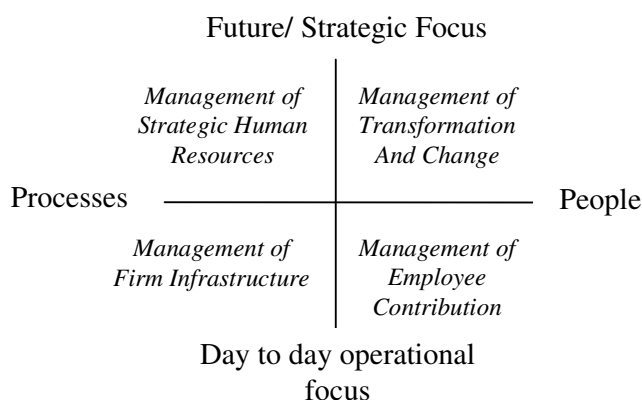 Future/ Strategic Focus
Management of
Strategic Human
Resources
Management of
Transformation
And Change
Processes
People
Management of
Firm Infrastructure
Management of
Employee
Contribution
Day to day operational
focus